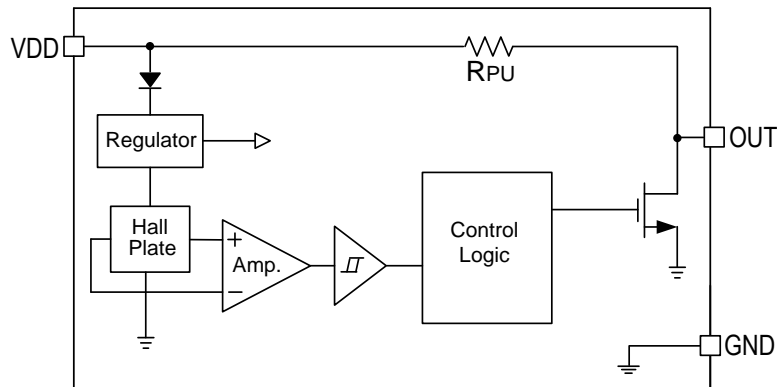 VDD
RPU
Regulator
OUT
Hall
Plate
+
Amp.
−
Control
Logic
GND